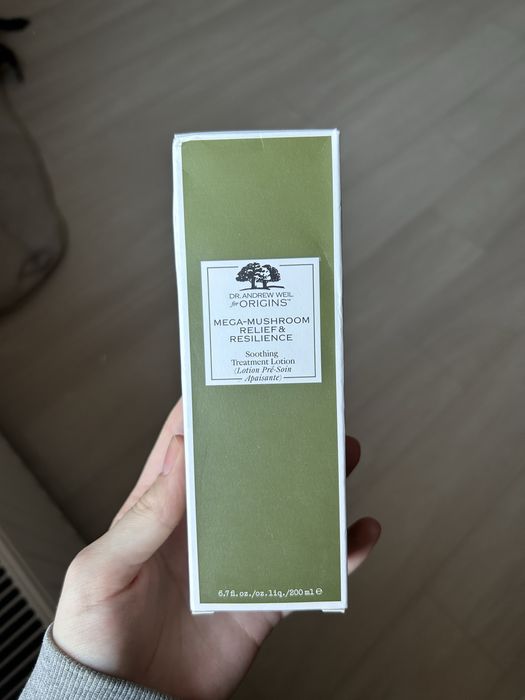 DR. ANDREW WEIL
for ORIGINS™
MEGA-MUSHROOM
RELIEF &
RESILIENCE
Soothing
Treatment Lotion
(Lotion Pré-Soin
Apaisante)
6.7 fl. oz./oz. liq./200 ml ℮